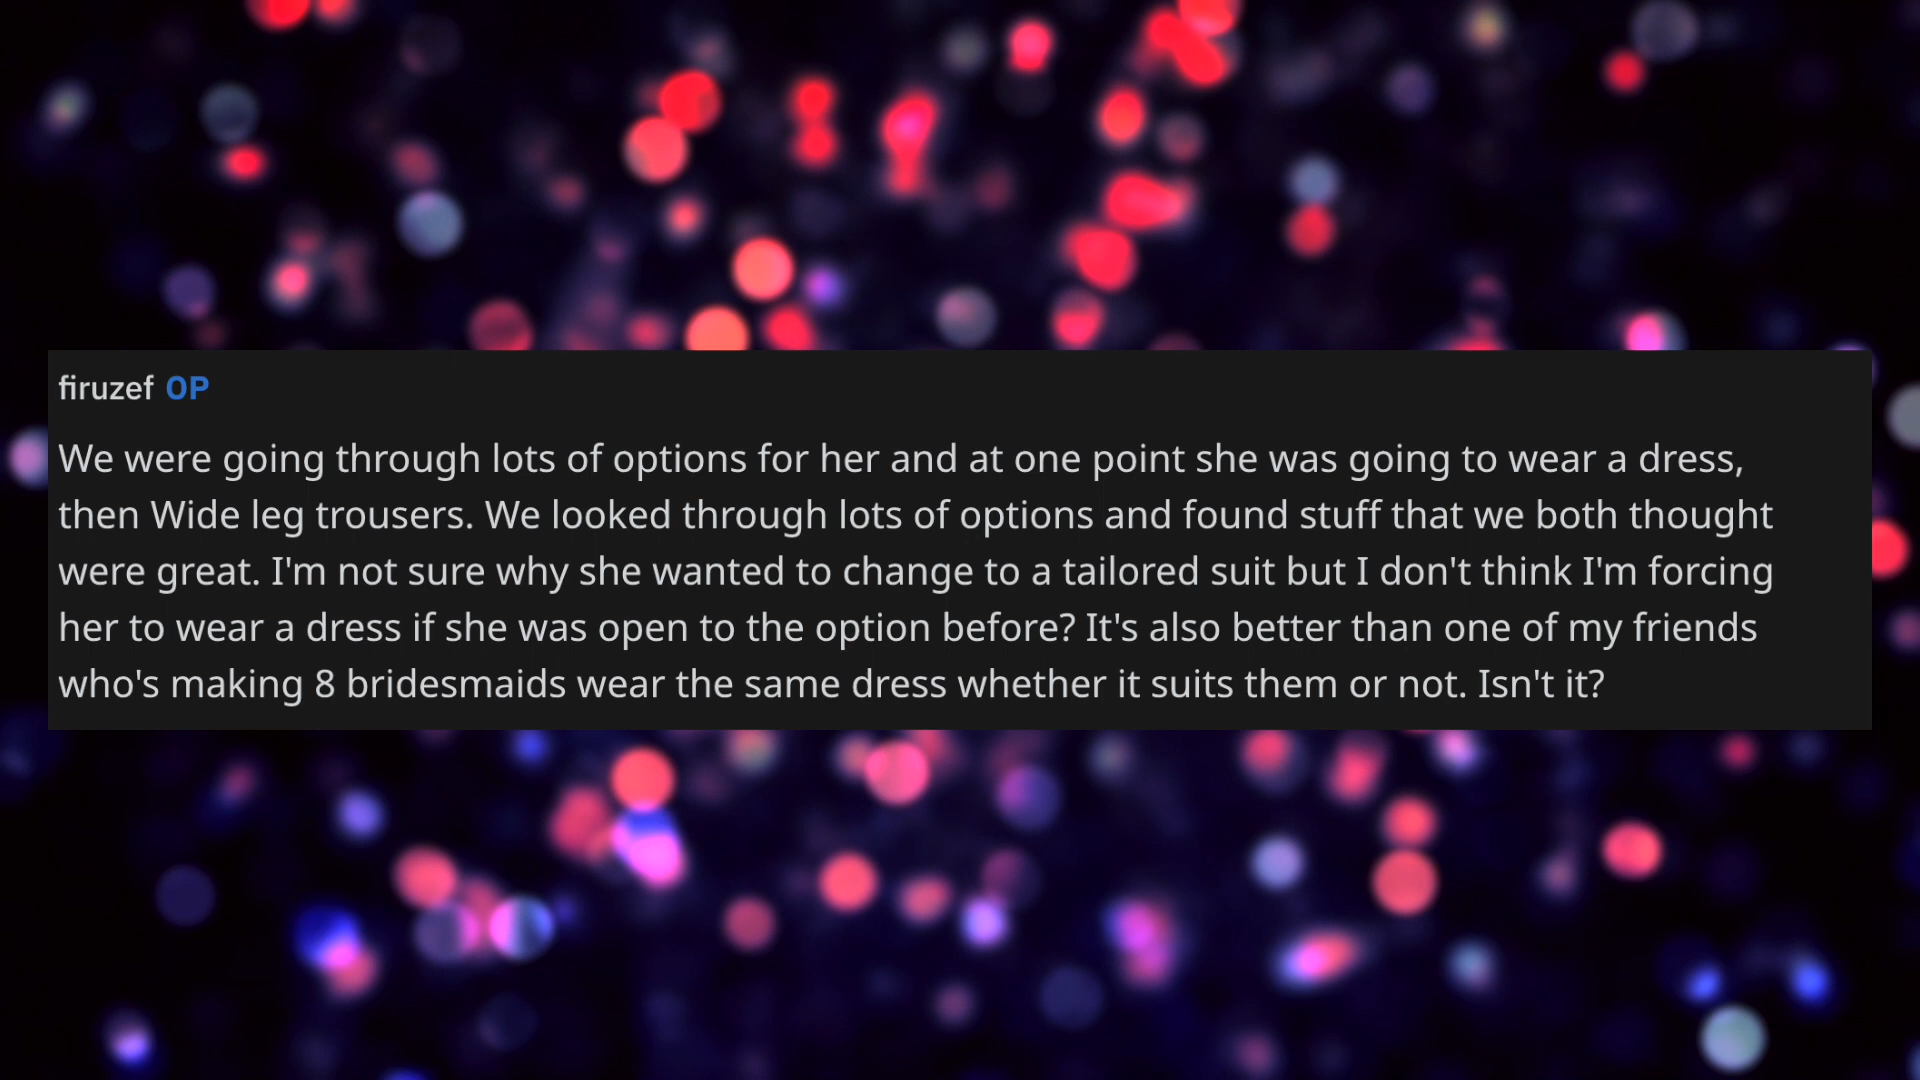 firuzef OP
We were going through lots of options for her and at one point she was going to wear a dress,
then Wide leg trousers. We looked through lots of options and found stuff that we both thought
were great. I'm not sure why she wanted to change to a tailored suit but I don't think I'm forcing
her to wear a dress if she was open to the option before? It's also better than one of my friends
who's making 8 bridesmaids wear the same dress whether it suits them or not. Isn't it?